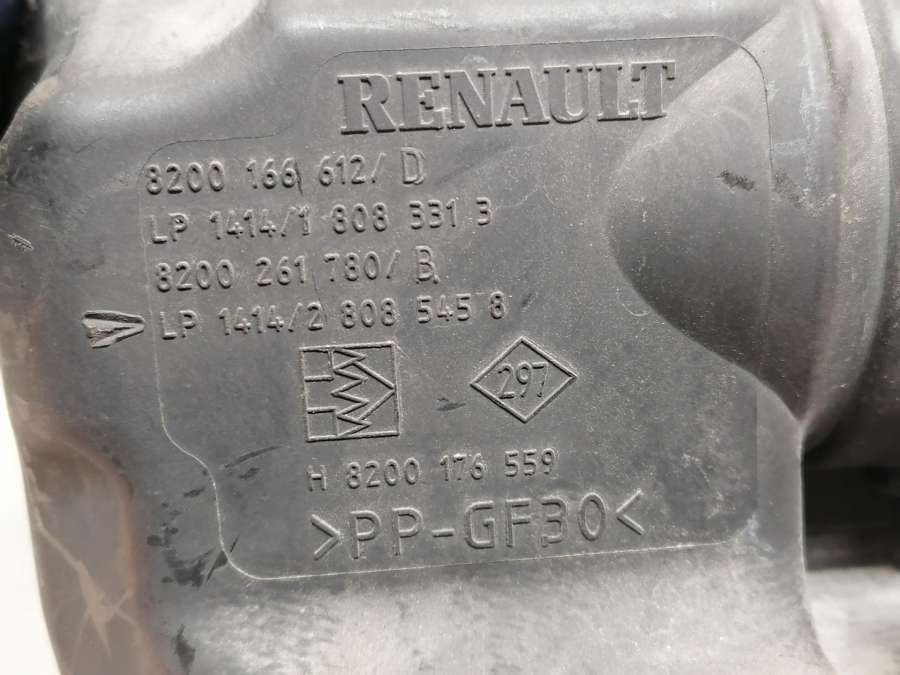 RENAULT
8200 166 612/ D
LP 1414/1 808 331 3
8200 261 780/ B
LP 1414/2 808 545 8
297
H 8200 176 559
>PP-GF30<